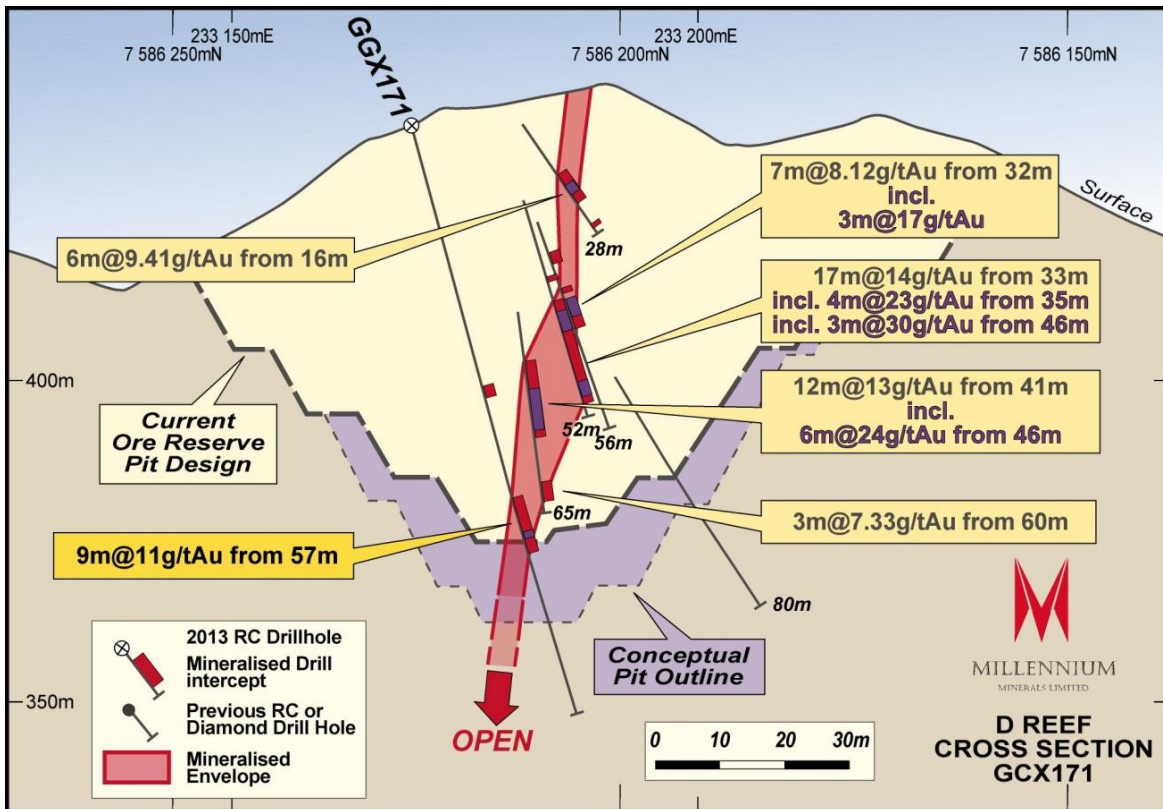 233 150mE
7 586 250mN
7 586 200mN
233 200mE
7 586 150mN
GGX171
Surface
7m@8.12g/tAu from 32m
incl.
3m@17g/tAu
6m@9.41g/tAu from 16m
28m
17m@14g/tAu from 33m
incl. 4m@23g/tAu from 35m
incl. 3m@30g/tAu from 46m
400m
12m@13g/tAu from 41m
incl.
6m@24g/tAu from 46m
Current
Ore Reserve
Pit Design
52m
56m
65m
3m@7.33g/tAu from 60m
9m@11g/tAu from 57m
80m
2013 RC Drillhole
Mineralised Drill
intercept
Previous RC or
Diamond Drill Hole
Mineralised
Envelope
Conceptual
Pit Outline
350m
OPEN
0 10 20 30m
MILLENNIUM
MINERALS LIMITED
D REEF
CROSS SECTION
GCX171